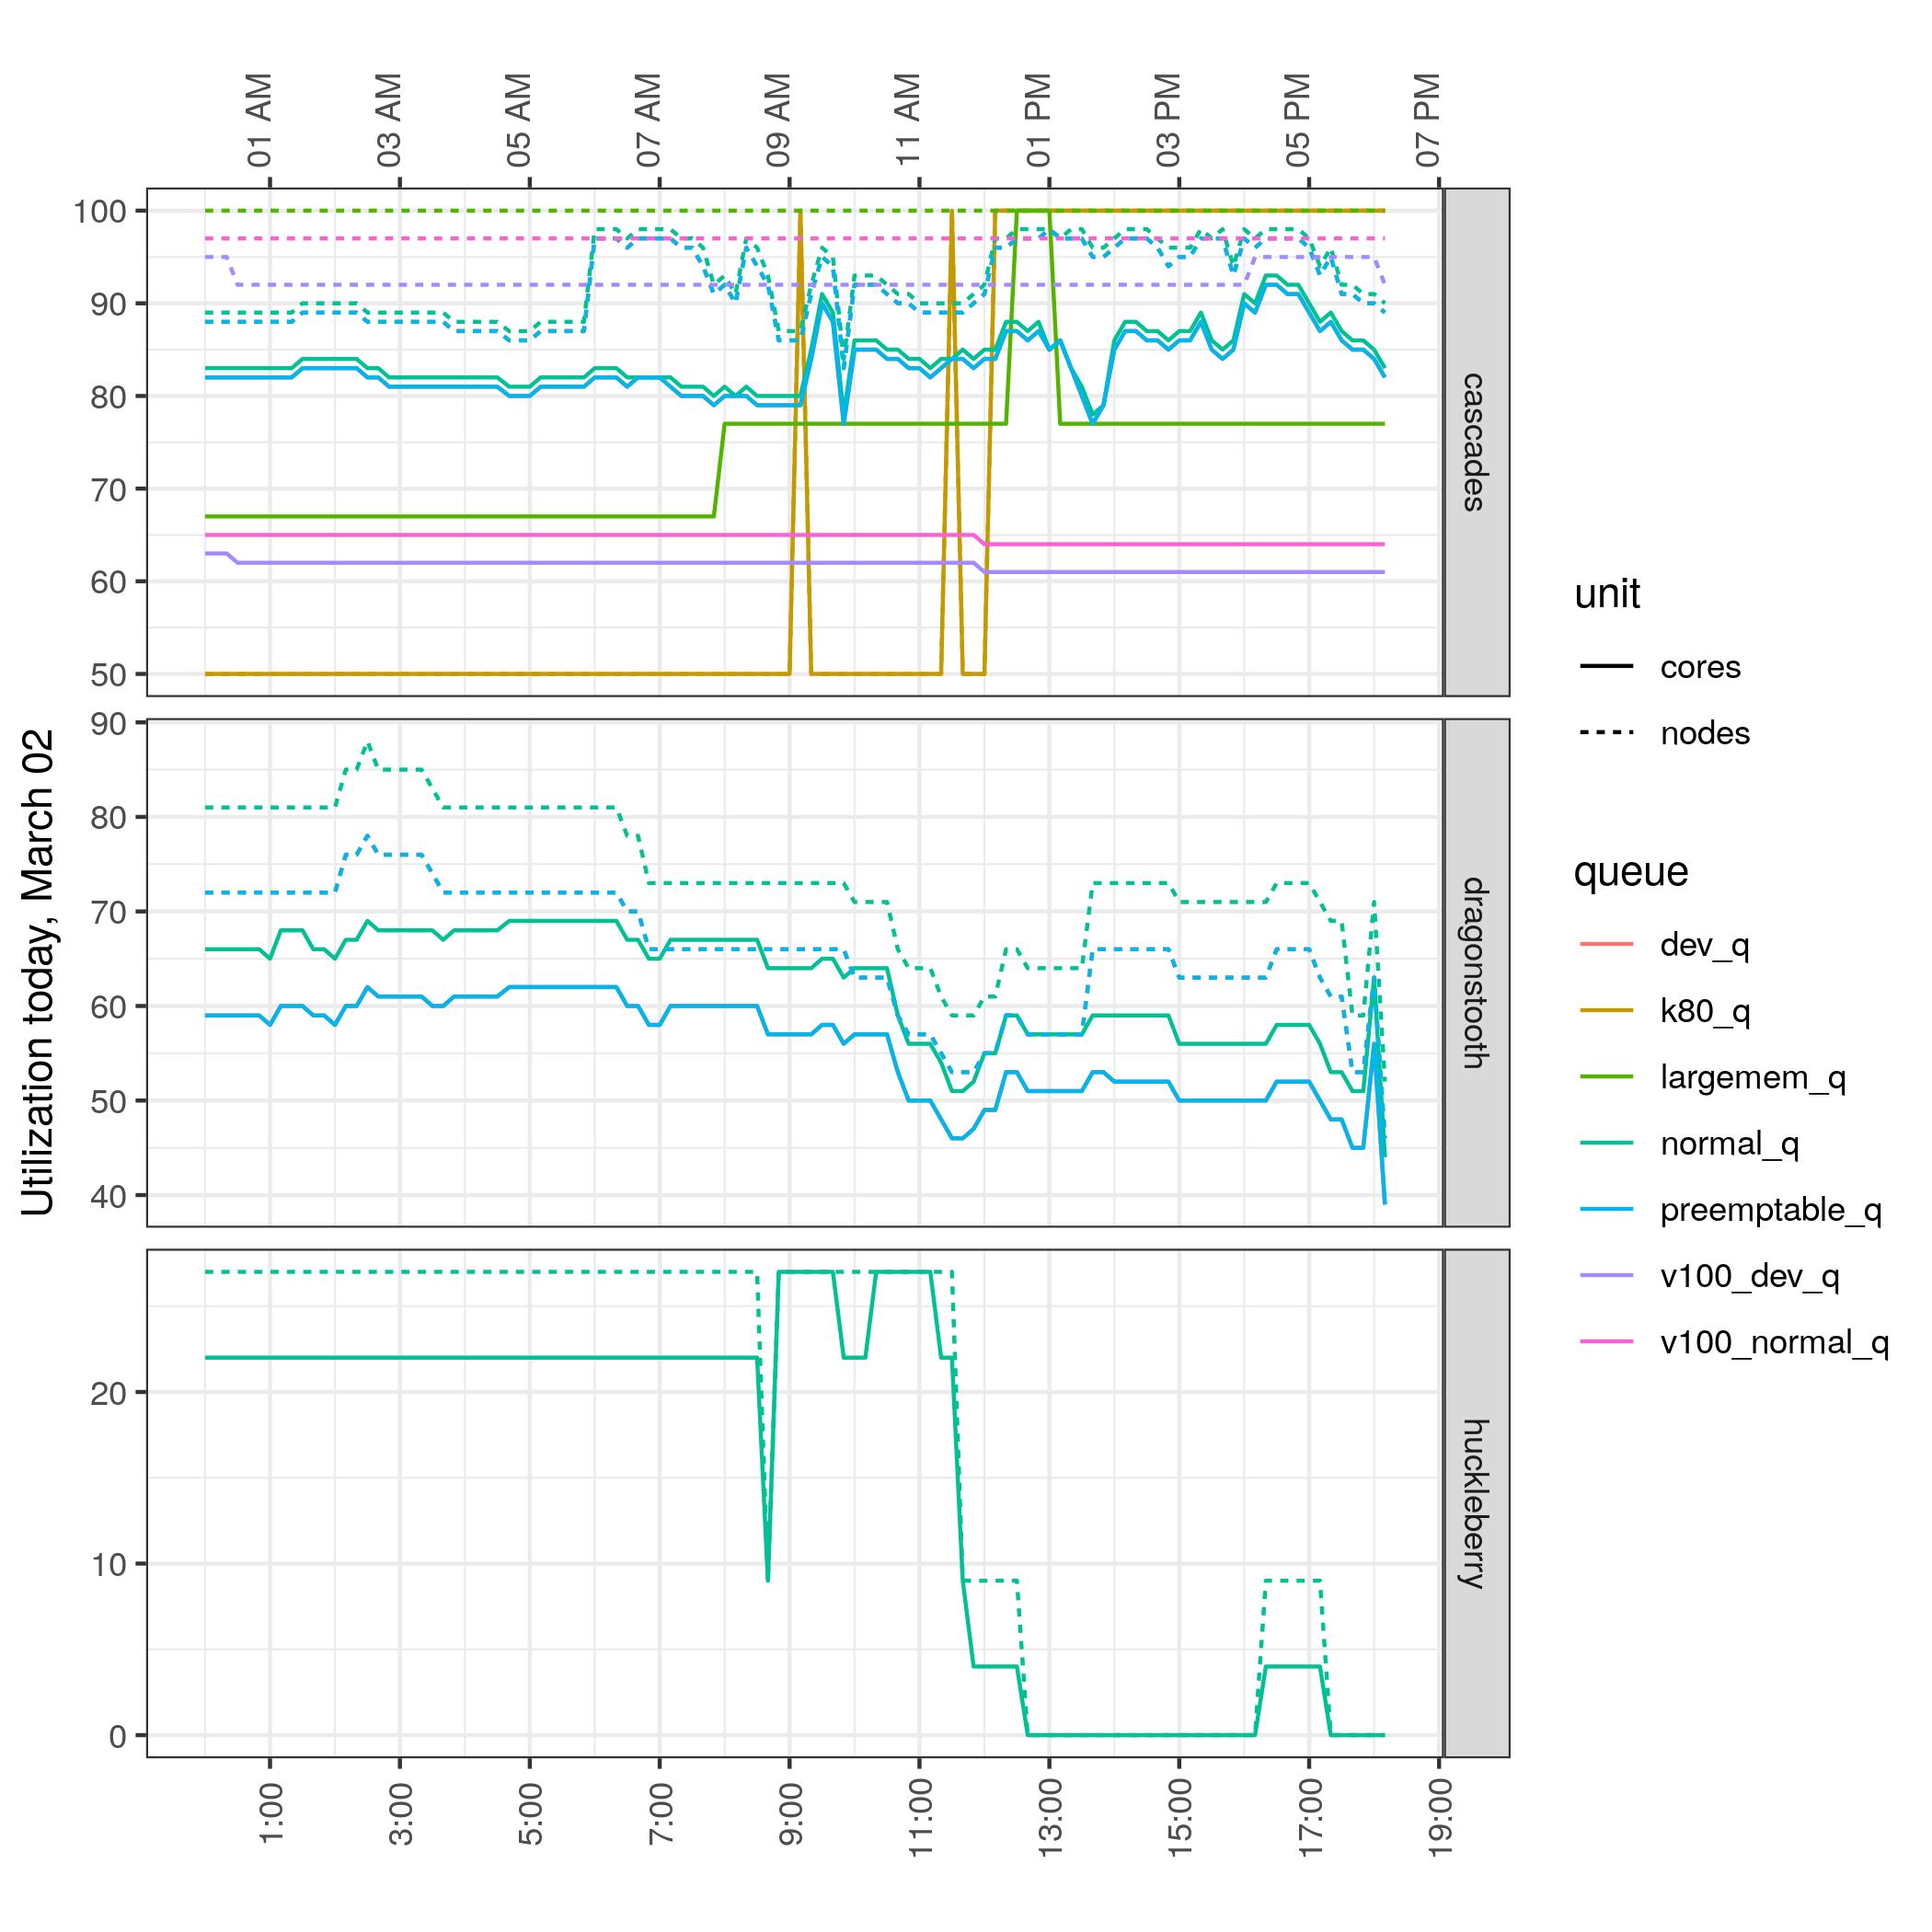 01 AM
03 AM
05 AM
07 AM
09 AM
11 AM
01 PM
03 PM
05 PM
07 PM
100
90
80
70
60
50
cascades
90
80
70
60
50
40
dragonstooth
20
10
0
huckleberry
1:00
3:00
5:00
7:00
9:00
11:00
13:00
15:00
17:00
19:00
Utilization today, March 02
unit
cores
nodes
queue
dev_q
k80_q
largemem_q
normal_q
preemptable_q
v100_dev_q
v100_normal_q